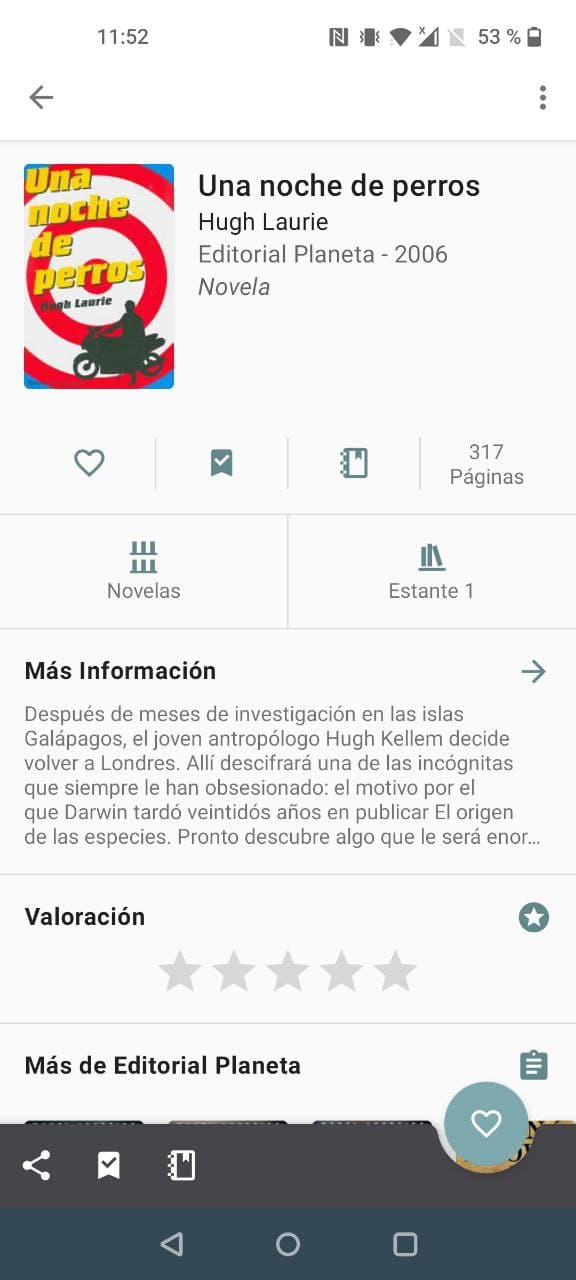 11:52
53 %
Una
noche
de
perros
Hugh Laurie
Una noche de perros
Hugh Laurie
Editorial Planeta - 2006
Novela
317
Páginas
Novelas
Estante 1
Más Información
Después de meses de investigación en las islas
Galápagos, el joven antropólogo Hugh Kellem decide
volver a Londres. Allí descifrará una de las incógnitas
que siempre le han obsesionado: el motivo por el
que Darwin tardó veintidós años en publicar El origen
de las especies. Pronto descubre algo que le será enor...
Valoración
Más de Editorial Planeta